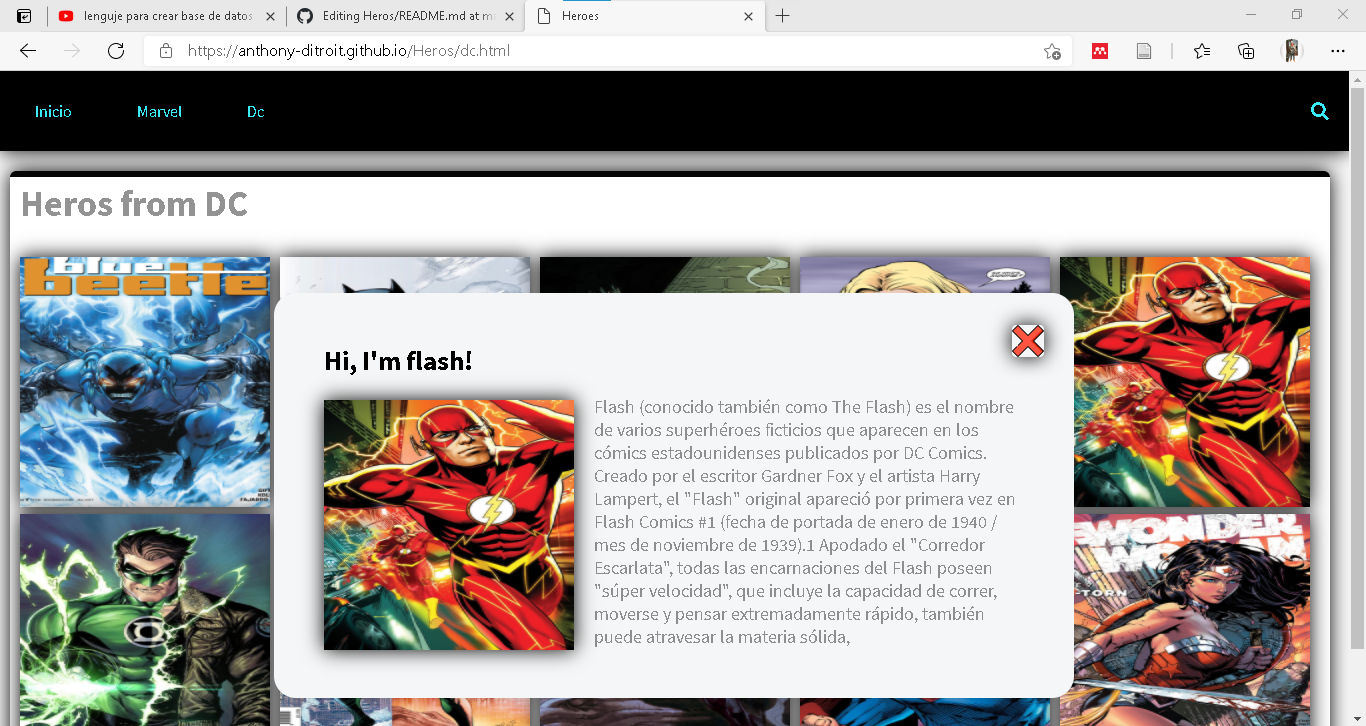 lenguje para crear base de datos
Editing Heros/README.md at ma
Heroes
https://anthony-ditroit.github.io/Heros/dc.html
Inicio
Marvel
Dc
Heros from DC
blue
beetle
Hi, I'm flash!
Flash (conocido también como The Flash) es el nombre
de varios superhéroes ficticios que aparecen en los
cómics estadounidenses publicados por DC Comics.
Creado por el escritor Gardner Fox y el artista Harry
Lampert, el "Flash" original apareció por primera vez en
Flash Comics #1 (fecha de portada de enero de 1940 /
mes de noviembre de 1939).1 Apodado el "Corredor
Escarlata", todas las encarnaciones del Flash poseen
"súper velocidad", que incluye la capacidad de correr,
moverse y pensar extremadamente rápido, también
puede atravesar la materia sólida,
WONDER